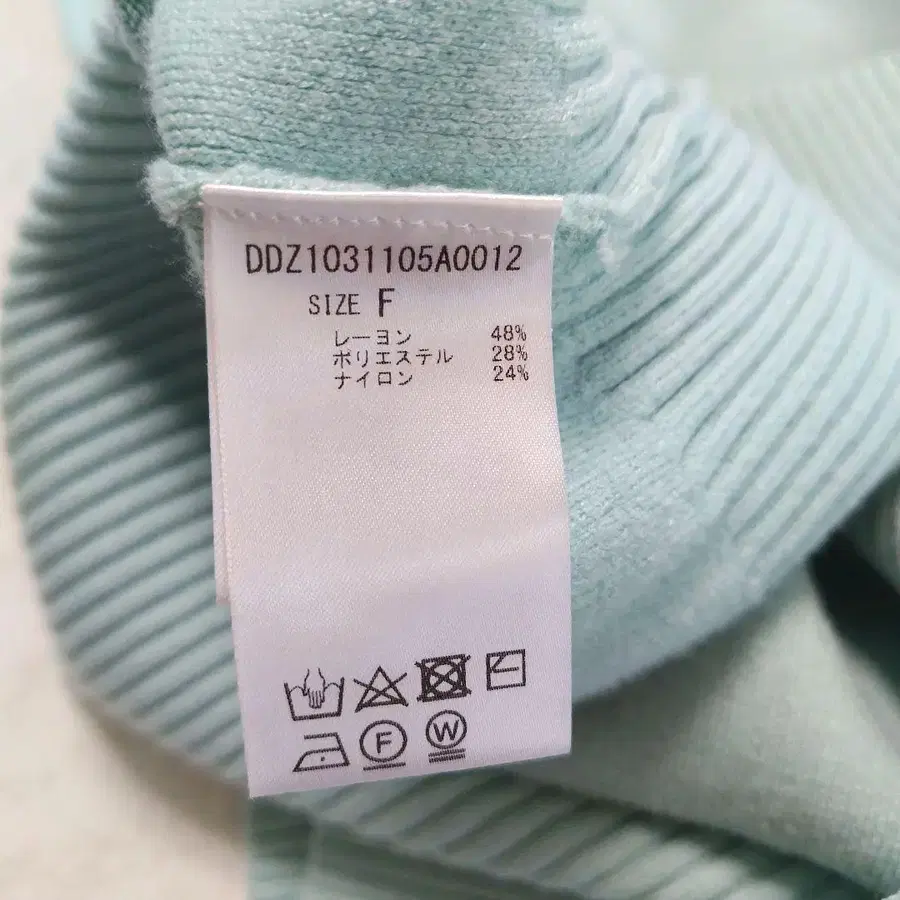 DDZ1031105A0012
SIZE F
レーヨン 48%
ポリエステル 28%
ナイロン 24%
F
W